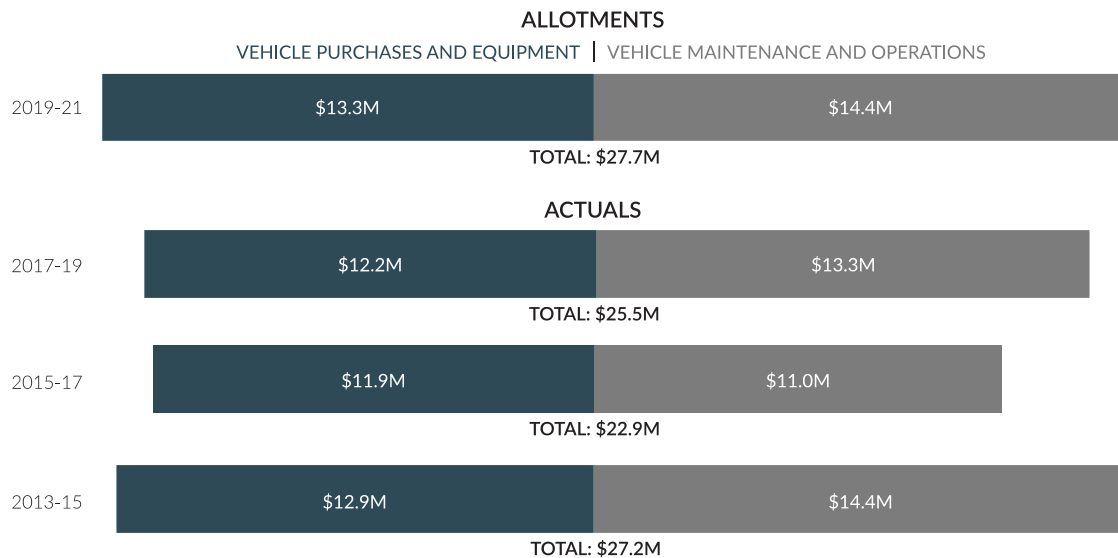 ALLOTMENTS
VEHICLE PURCHASES AND EQUIPMENT | VEHICLE MAINTENANCE AND OPERATIONS
2019-21 $13.3M $14.4M
TOTAL: $27.7M
ACTUALS
2017-19 $12.2M $13.3M
TOTAL: $25.5M
2015-17 $11.9M $11.0M
TOTAL: $22.9M
2013-15 $12.9M $14.4M
TOTAL: $27.2M